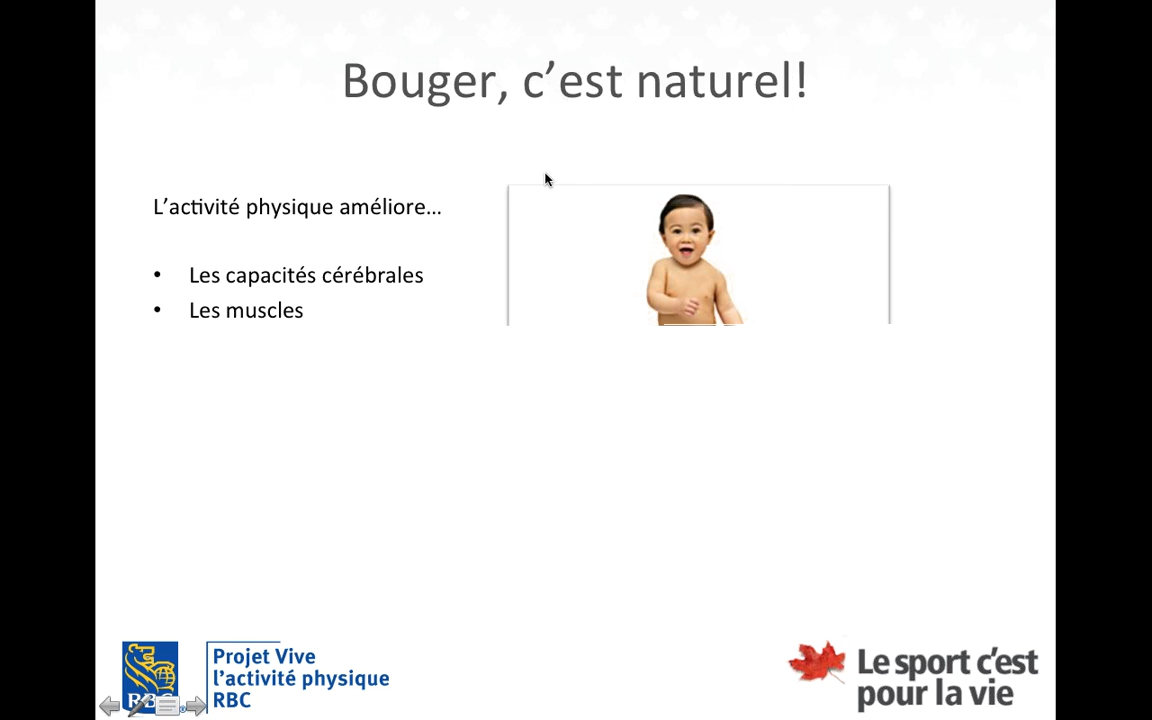 Bouger, c’est naturel!
L’activité physique améliore…
• Les capacités cérébrales
• Les muscles
RBC
Projet Vive
l’activité physique
RBC
Le sport c’est
pour la vie